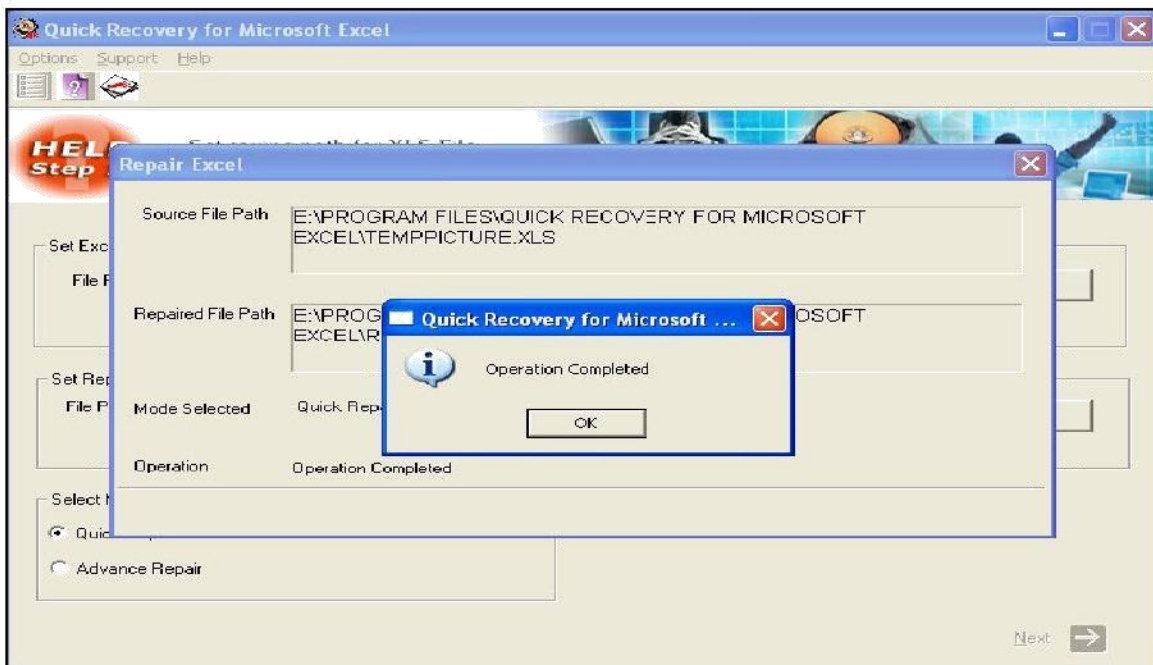 Quick Recovery for Microsoft Excel
Options Support Help
HEL
Step
Repair Excel
Source File Path
E:\PROGRAM FILES\QUICK RECOVERY FOR MICROSOFT
EXCEL\TEMPPICTURE.XLS
Set Exc
File F
Repaired File Path
E:\PROG
OSOFT
EXCEL\R
Quick Recovery for Microsoft ...
Operation Completed
OK
Set Rep
File P
Mode Selected
Quick Rep
Operation
Operation Completed
Select
Quic
Advance Repair
Next